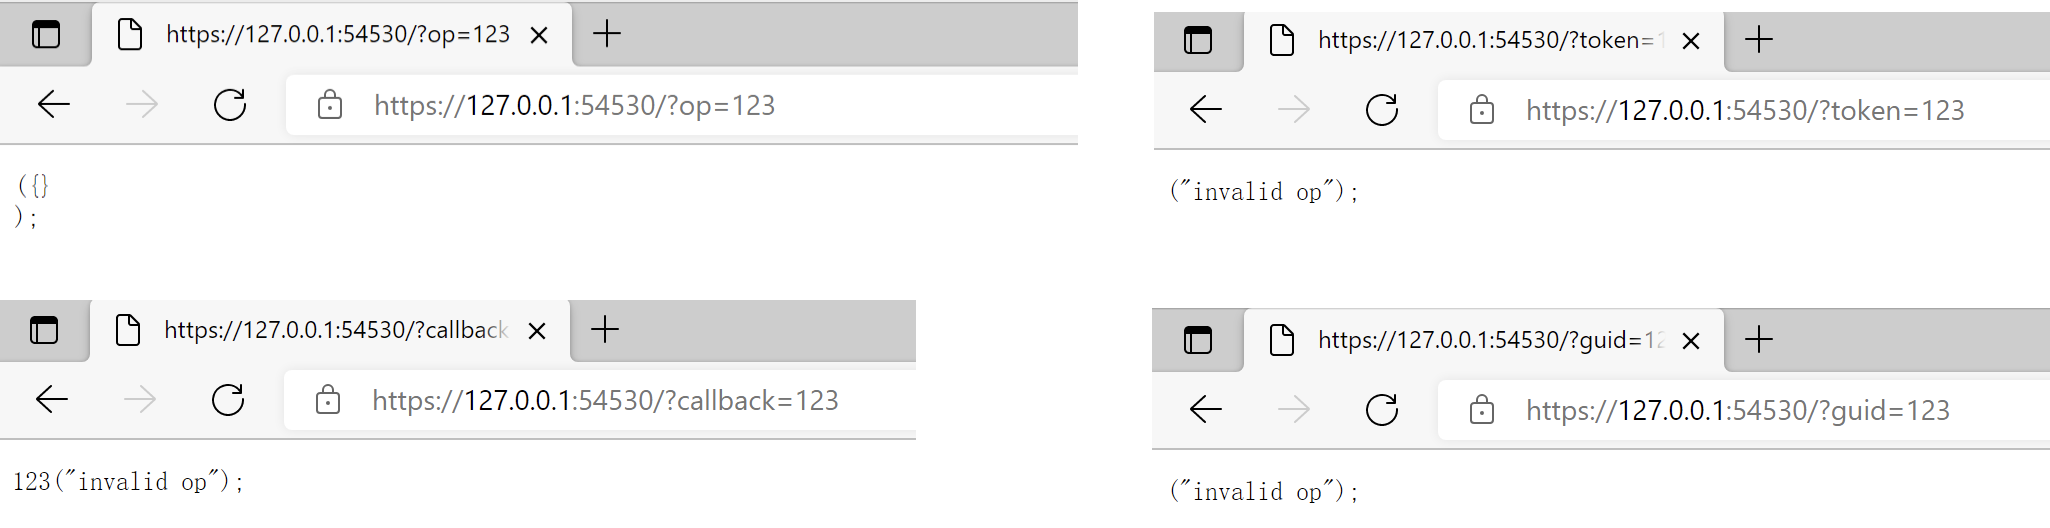 https://127.0.0.1:54530/?op=123
https://127.0.0.1:54530/?op=123
({}
);
https://127.0.0.1:54530/?token=1
https://127.0.0.1:54530/?token=123
("invalid op");
https://127.0.0.1:54530/?callback
https://127.0.0.1:54530/?callback=123
123("invalid op");
https://127.0.0.1:54530/?guid=12
https://127.0.0.1:54530/?guid=123
("invalid op");